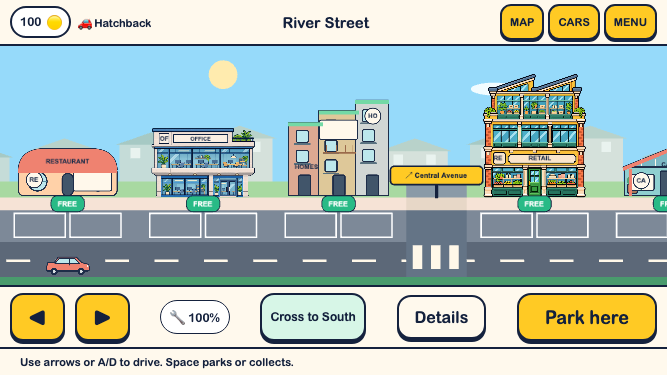 100
Hatchback
River Street
MAP
CARS
MENU
RESTAURANT
RE
OF
OFFICE
HO
HOMES
Central Avenue
RE
RETAIL
CA
FREE
FREE
FREE
FREE
F
100%
Cross to South
Details
Park here
Use arrows or A/D to drive. Space parks or collects.